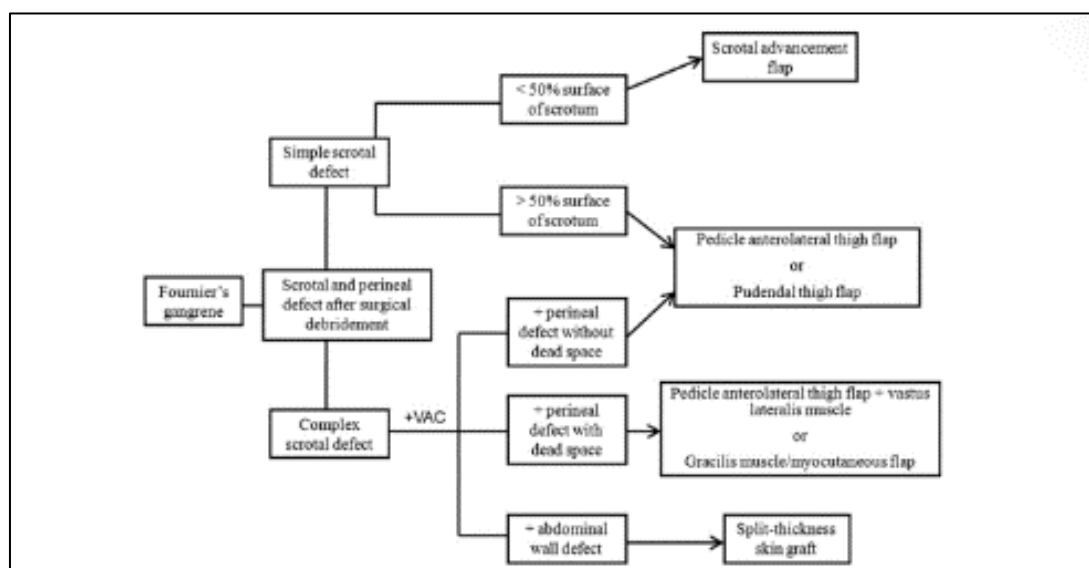 Scrotal advancement
flap
< 50% surface
of scrotum
Simple scrotal
defect
> 50% surface
of scrotum
Pedicle anterolateral thigh flap
or
Pudendal thigh flap
Fournier's
gangrene
Scrotal and perineal
defect after surgical
debridement
+ perineal
defect without
dead space
Complex
scrotal defect
+VAC
+ perineal
defect with
dead space
Pedicle anterolateral thigh flap + vastus
lateralis muscle
or
Gracilis muscle/myocutaneous flap
+ abdominal
wall defect
Split-thickness
skin graft